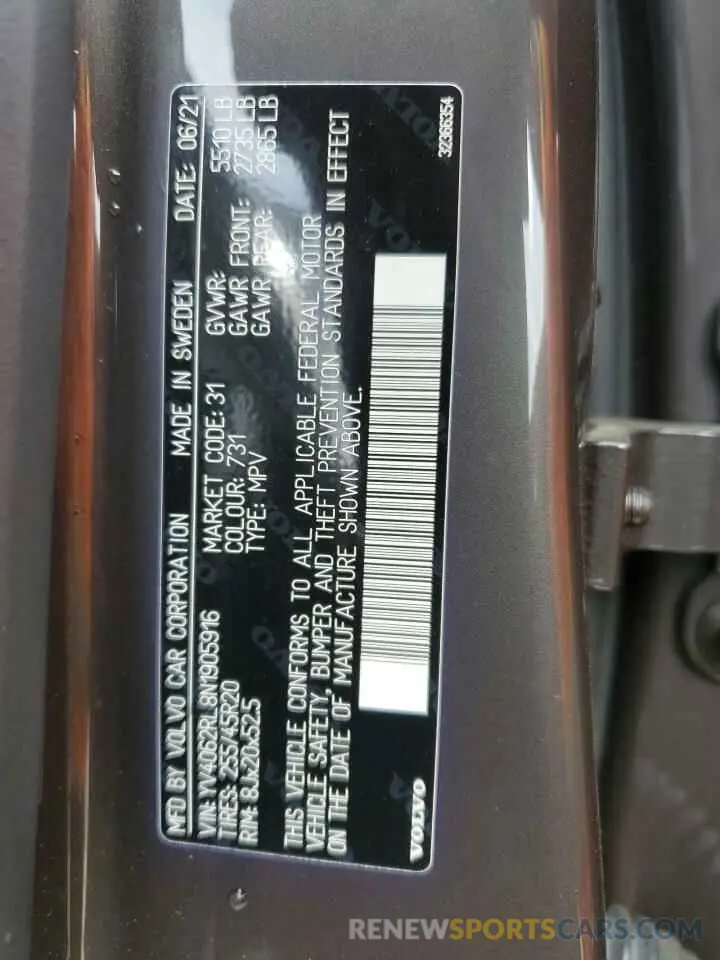 MFD BY VOLVO CAR CORPORATION MADE IN SWEDEN DATE: 06/21
VIN: YV4062RL8N1905916 MARKET CODE: 31 GVWR: 5510 LB
TIRES: 255/45R20 COLOUR: 731 GAWR FRONT: 2735 LB
RIM: 8Jx20x52.5 TYPE: MPV GAWR REAR: 2865 LB
THIS VEHICLE CONFORMS TO ALL APPLICABLE FEDERAL MOTOR
VEHICLE SAFETY, BUMPER AND THEFT PREVENTION STANDARDS IN EFFECT
ON THE DATE OF MANUFACTURE SHOWN ABOVE.
VOLVO
32366354
RENEWSPORTSCARS.COM